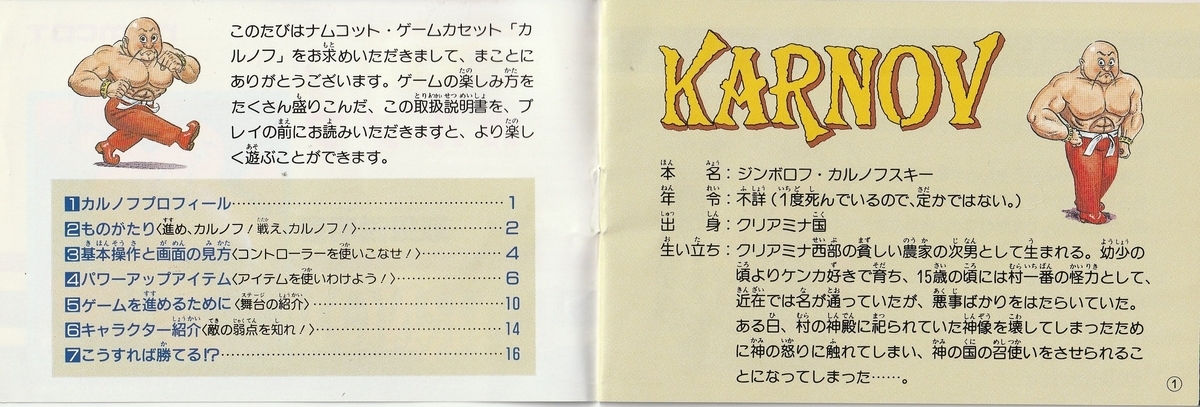 このたびはナムコット・ゲームカセット「カ
ルノフ」をお求めいただきまして、まことに
ありがとうございます。ゲームの楽しみ方を
たくさん盛りこんだ、この取扱説明書を、プ
レイの前にお読みいただきますと、より楽し
く遊ぶことができます。
1カルノフプロフィール 1
2ものがたり〈進め、カルノフ!戦え、カルノフ!〉 2
3基本操作と画面の見方〈コントローラーを使いこなせ!〉 4
4パワーアップアイテム〈アイテムを使いわけよう!〉 6
5ゲームを進めるために〈舞台の紹介〉 10
6キャラクター紹介〈敵の弱点を知れ!〉 14
7こうすれば勝てる!? 16
KARNOV
本名:ジンボロフ・カルノフスキー
年令:不詳(1度死んでいるので、定かではない。)
出身:クリアミナ国
生い立ち:クリアミナ西部の貧しい農家の次男として生まれる。幼少の
頃よりケンカ好きで育ち、15歳の頃には村一番の怪力として、
近在では名が通っていたが、悪事ばかりをはたらいていた。
ある日、村の神殿に祀られていた神像を壊してしまったため
に神の怒りに触れてしまい、神の国の召使いをさせられるこ
とになってしまった……。
①